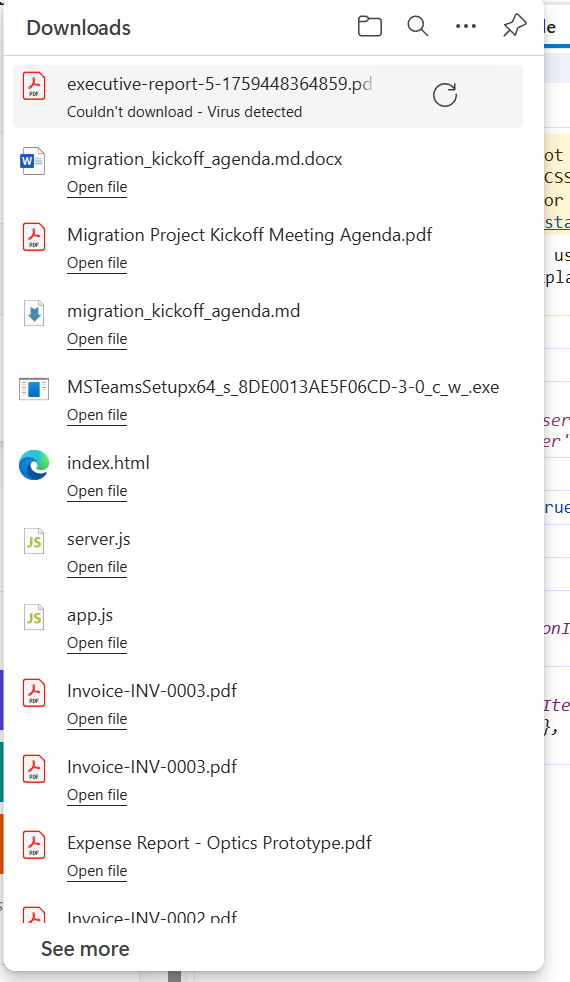 Downloads
le
executive-report-5-1759448364859.pd
Couldn't download - Virus detected
migration_kickoff_agenda.md.docx
Open file
Migration Project Kickoff Meeting Agenda.pdf
Open file
migration_kickoff_agenda.md
Open file
MSTeamsSetupx64_s_8DE0013AE5F06CD-3-0_c_w_.exe
Open file
index.html
Open file
server.js
Open file
app.js
Open file
Invoice-INV-0003.pdf
Open file
Invoice-INV-0003.pdf
Open file
Expense Report - Optics Prototype.pdf
Open file
Invoice-INV-0002.pdf
See more
ot
CSS
or
sta
us
pla
ser
er'
rue
onI
Ite
},